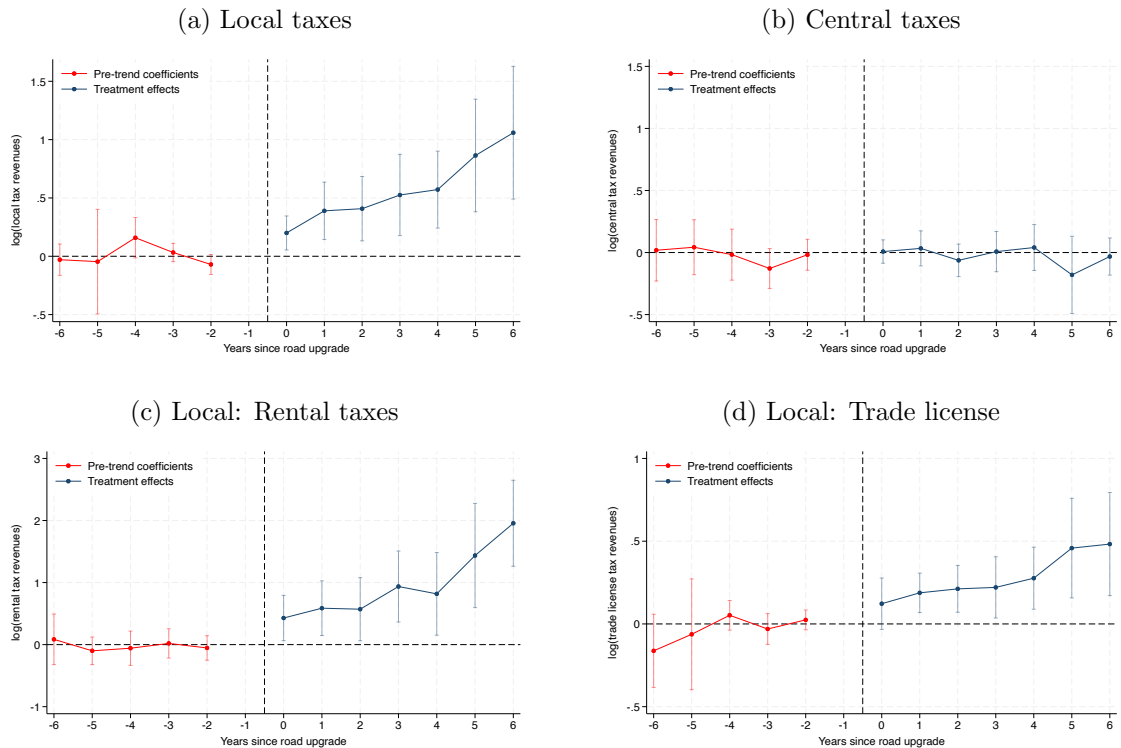 (a) Local taxes
Pre-trend coefficients
Treatment effects
log(local tax revenues)
1.5
1
.5
0
-.5
-6 -5 -4 -3 -2 -1 0 1 2 3 4 5 6
Years since road upgrade
(b) Central taxes
Pre-trend coefficients
Treatment effects
log(central tax revenues)
1.5
1
.5
0
-.5
-6 -5 -4 -3 -2 -1 0 1 2 3 4 5 6
Years since road upgrade
(c) Local: Rental taxes
Pre-trend coefficients
Treatment effects
log(rental tax revenues)
3
2
1
0
-1
-6 -5 -4 -3 -2 -1 0 1 2 3 4 5 6
Years since road upgrade
(d) Local: Trade license
Pre-trend coefficients
Treatment effects
log(trade license tax revenues)
1
.5
0
-.5
-6 -5 -4 -3 -2 -1 0 1 2 3 4 5 6
Years since road upgrade